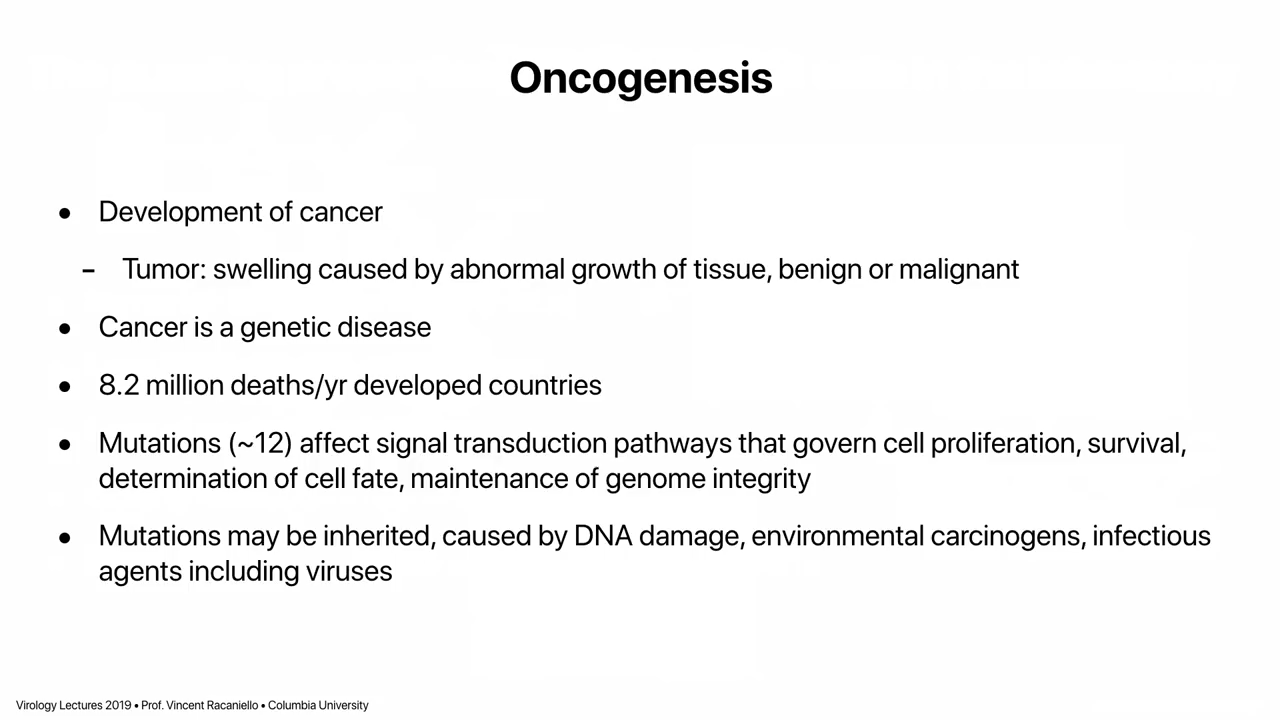 Oncogenesis
• Development of cancer
– Tumor: swelling caused by abnormal growth of tissue, benign or malignant
• Cancer is a genetic disease
• 8.2 million deaths/yr developed countries
• Mutations (~12) affect signal transduction pathways that govern cell proliferation, survival,
determination of cell fate, maintenance of genome integrity
• Mutations may be inherited, caused by DNA damage, environmental carcinogens, infectious
agents including viruses
Virology Lectures 2019 • Prof. Vincent Racaniello • Columbia University